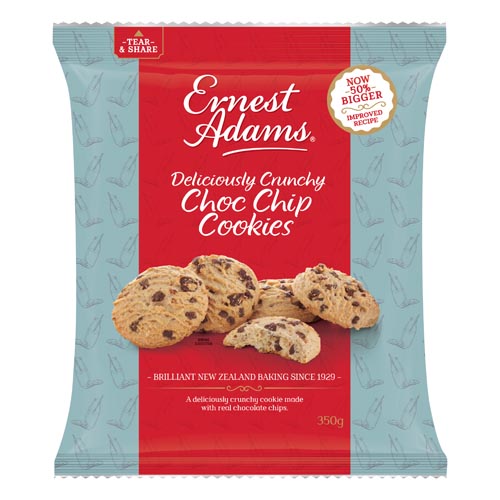 -TEAR-
& SHARE
Ernest
Adams®
NOW
-50%-
BIGGER
IMPROVED
RECIPE
Deliciously Crunchy
Choc Chip
Cookies
- BRILLIANT NEW ZEALAND BAKING SINCE 1929 -
A deliciously crunchy cookie made
with real chocolate chips.
350g